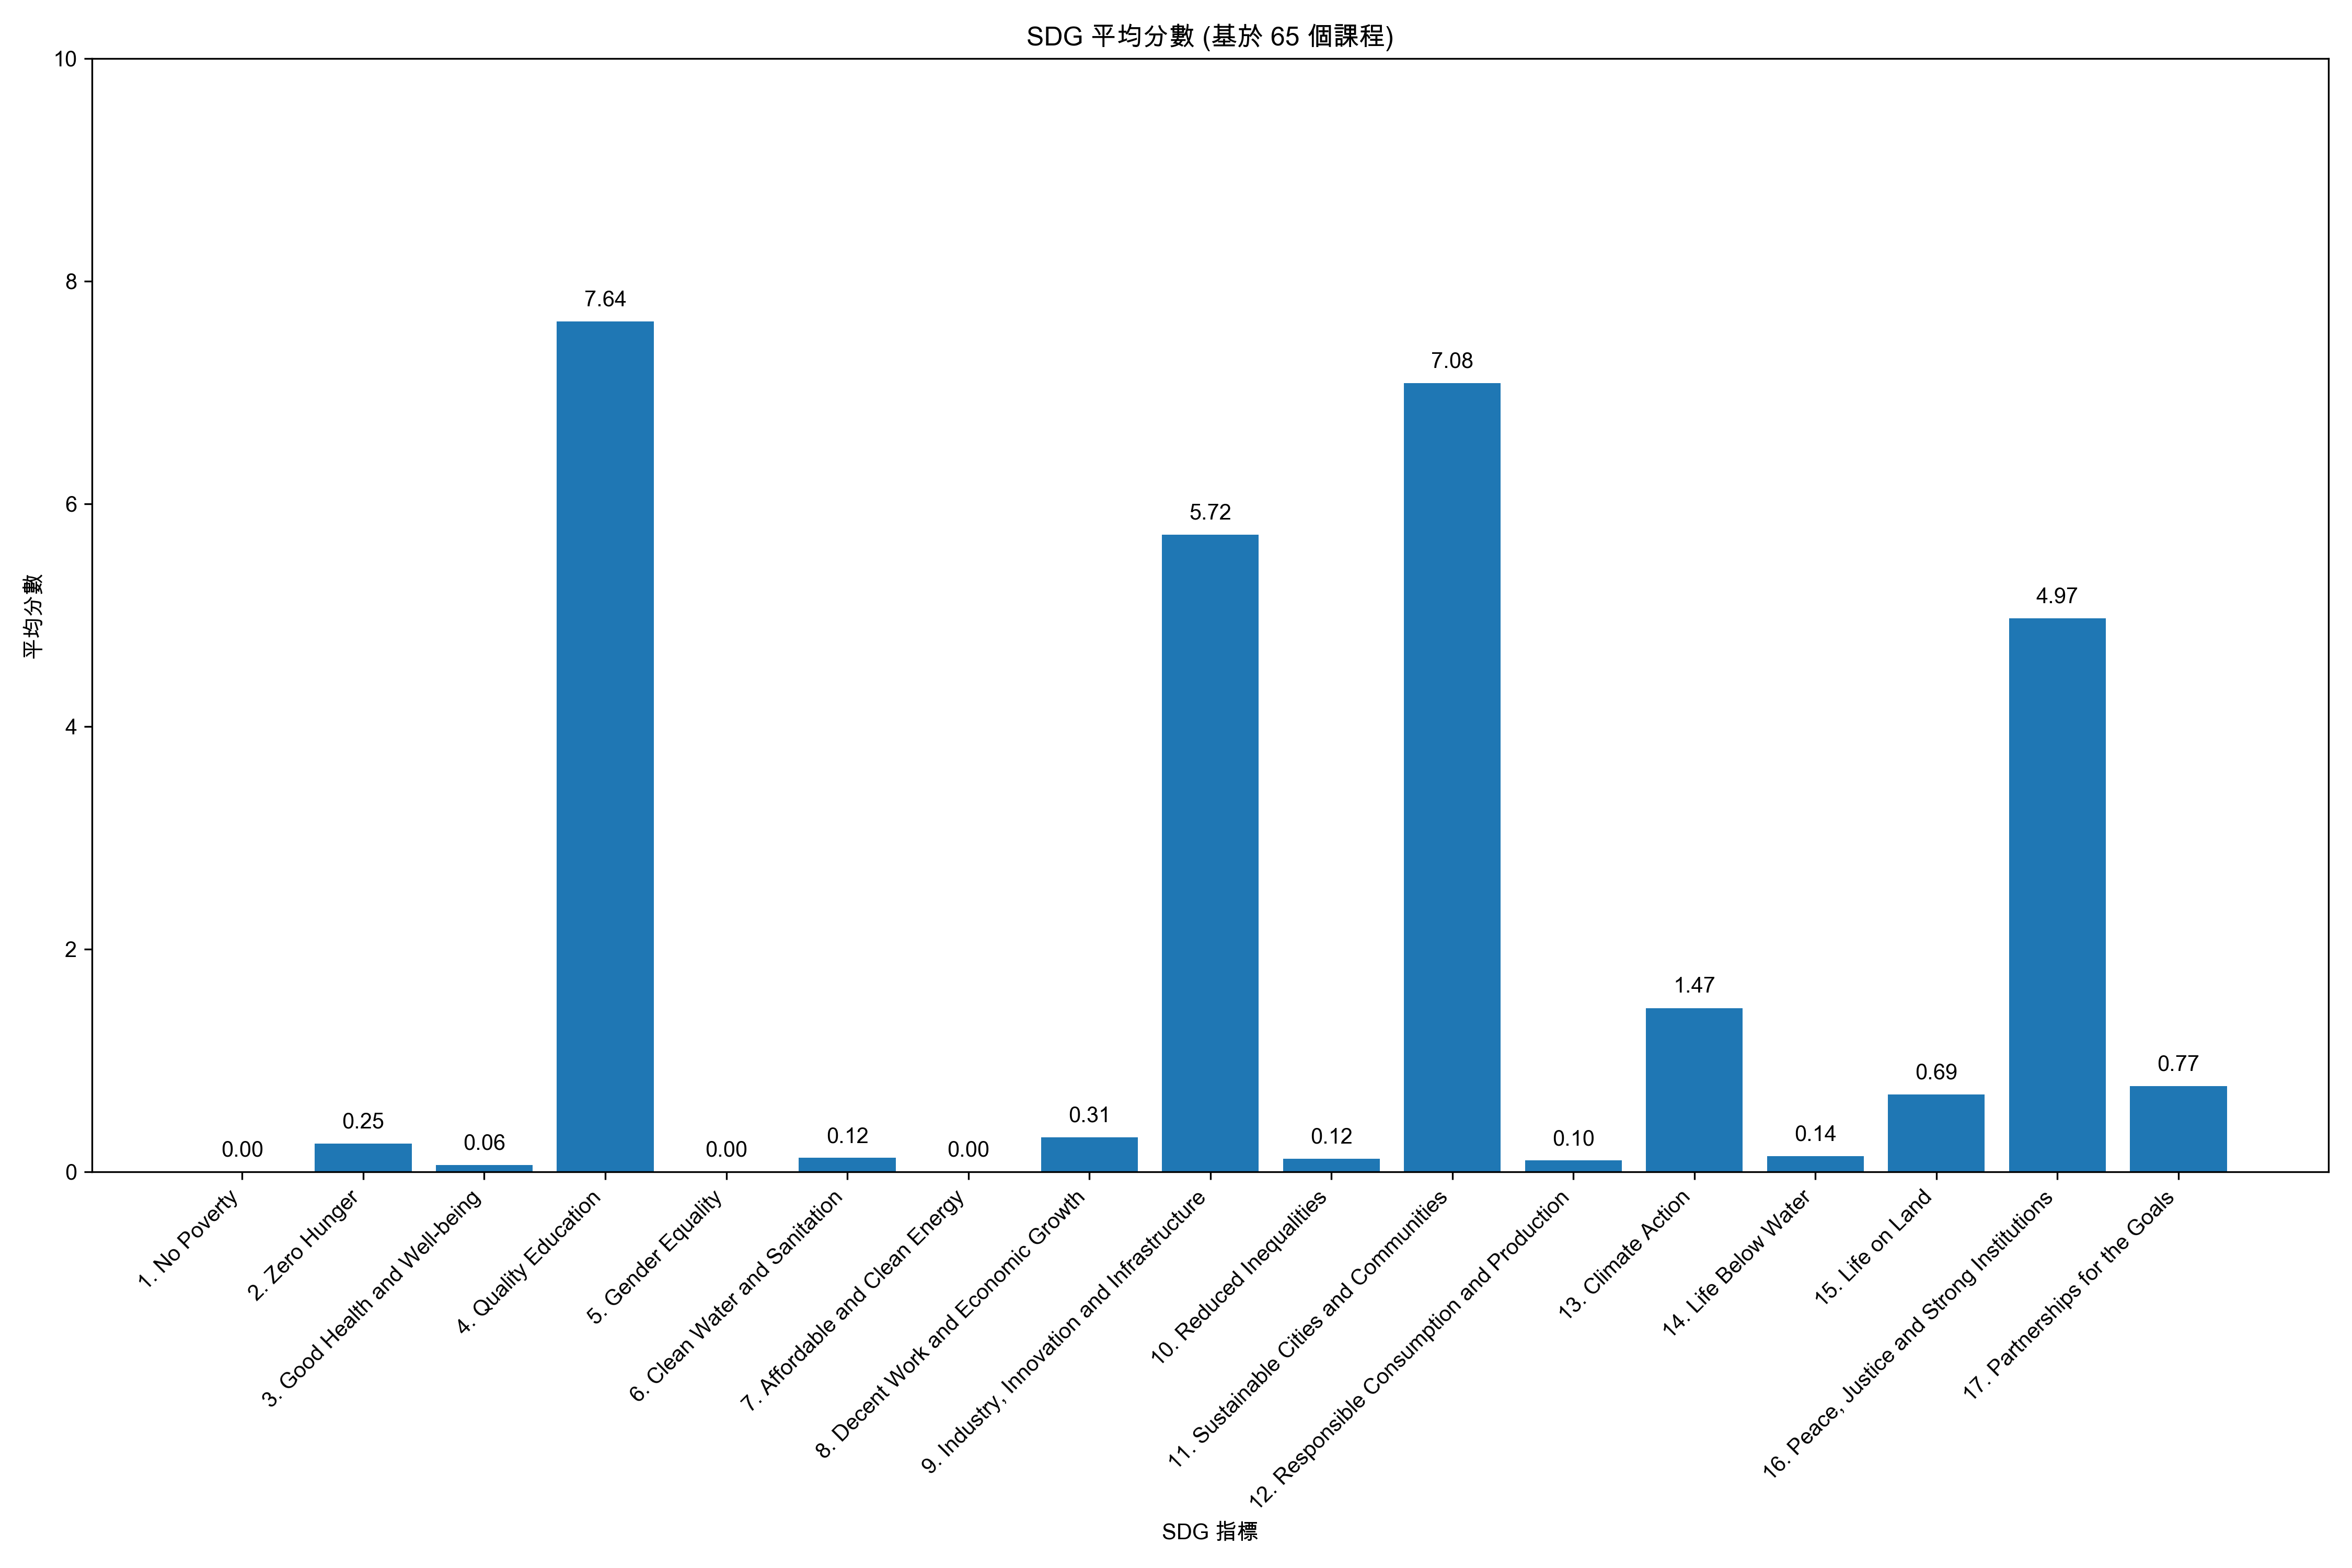 SDG 平均分數 (基於 65 個課程)
平均分數
10
8
6
4
2
0
0.00
0.25
0.06
7.64
0.00
0.12
0.00
0.31
5.72
0.12
7.08
0.10
1.47
0.14
0.69
4.97
0.77
1. No Poverty
2. Zero Hunger
3. Good Health and Well-being
4. Quality Education
5. Gender Equality
6. Clean Water and Sanitation
7. Affordable and Clean Energy
8. Decent Work and Economic Growth
9. Industry, Innovation and Infrastructure
10. Reduced Inequalities
11. Sustainable Cities and Communities
12. Responsible Consumption and Production
13. Climate Action
14. Life Below Water
15. Life on Land
16. Peace, Justice and Strong Institutions
17. Partnerships for the Goals
SDG 指標